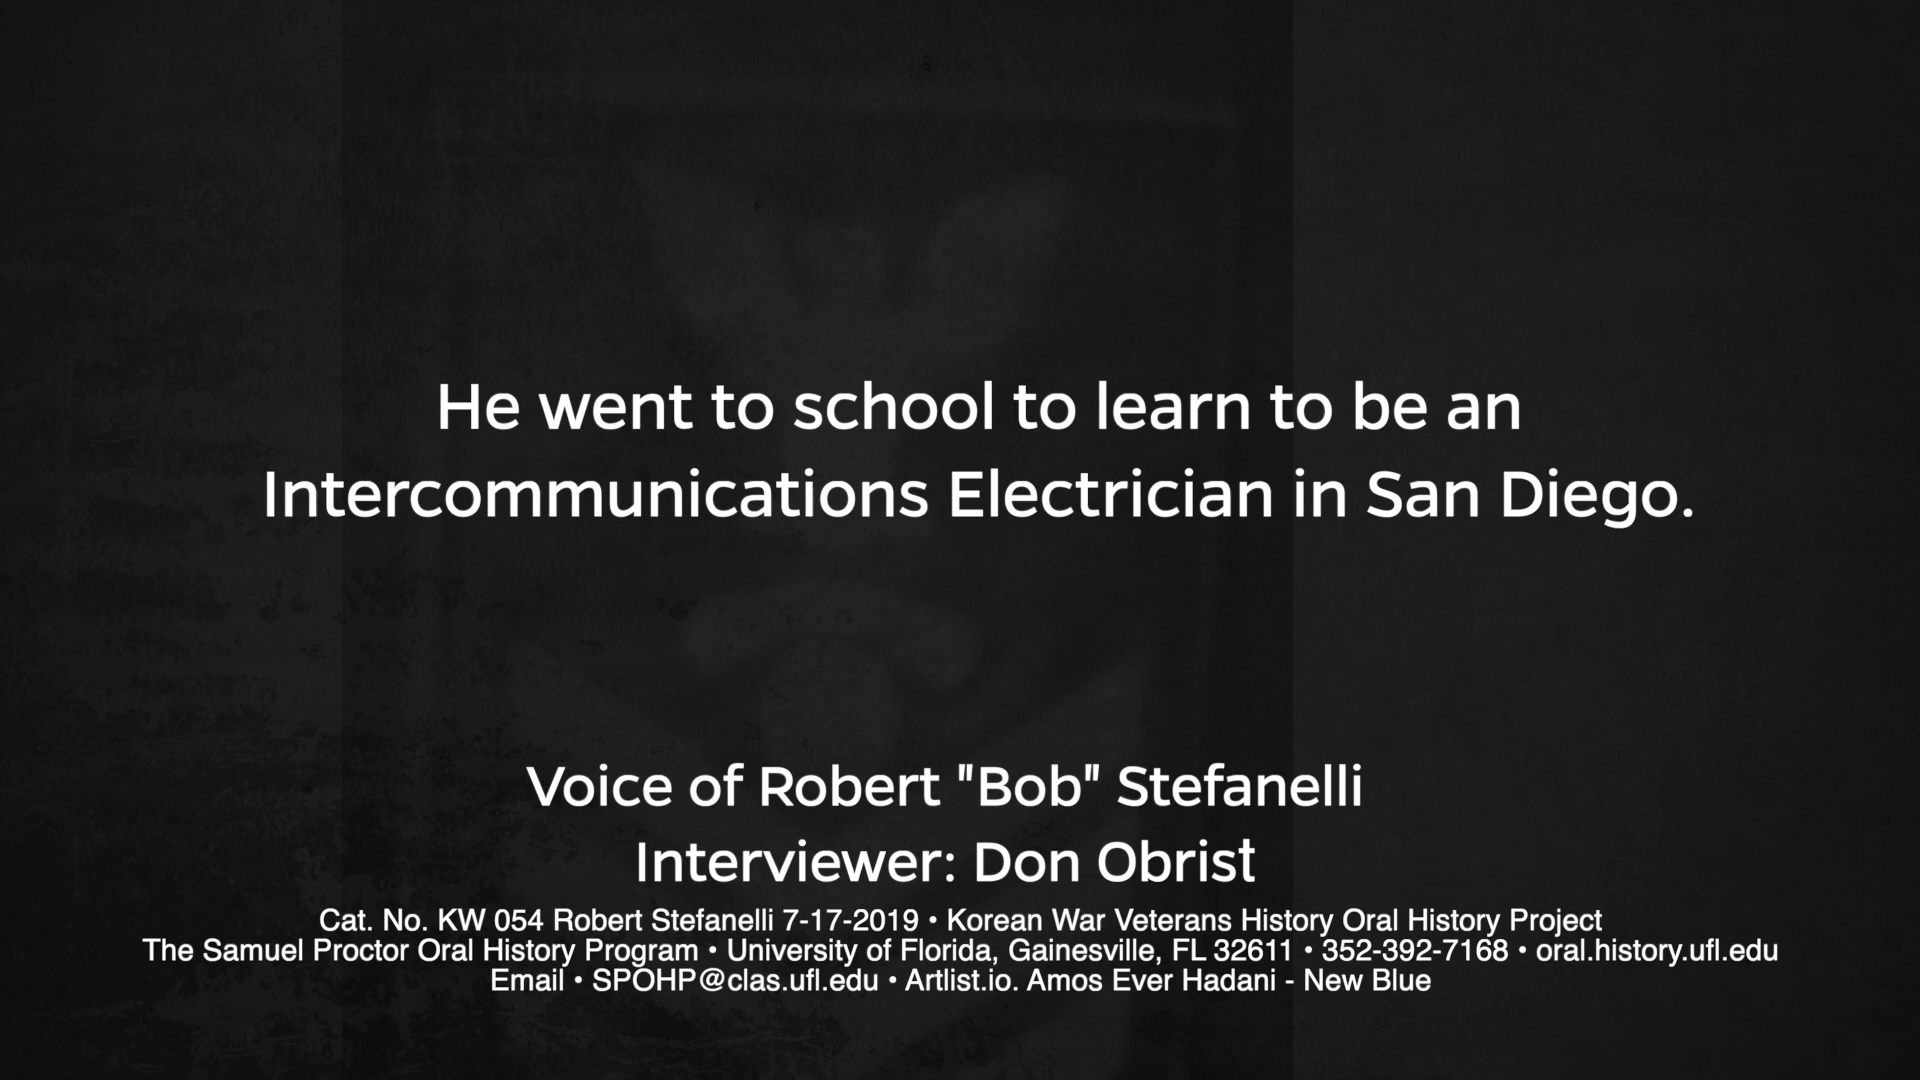 He went to school to learn to be an
Intercommunications Electrician in San Diego.
Voice of Robert "Bob" Stefanelli
Interviewer: Don Obrist
Cat. No. KW 054 Robert Stefanelli 7-17-2019 • Korean War Veterans History Oral History Project
The Samuel Proctor Oral History Program • University of Florida, Gainesville, FL 32611 • 352-392-7168 • oral.history.ufl.edu
Email • SPOHP@clas.ufl.edu • Artlist.io. Amos Ever Hadani - New Blue